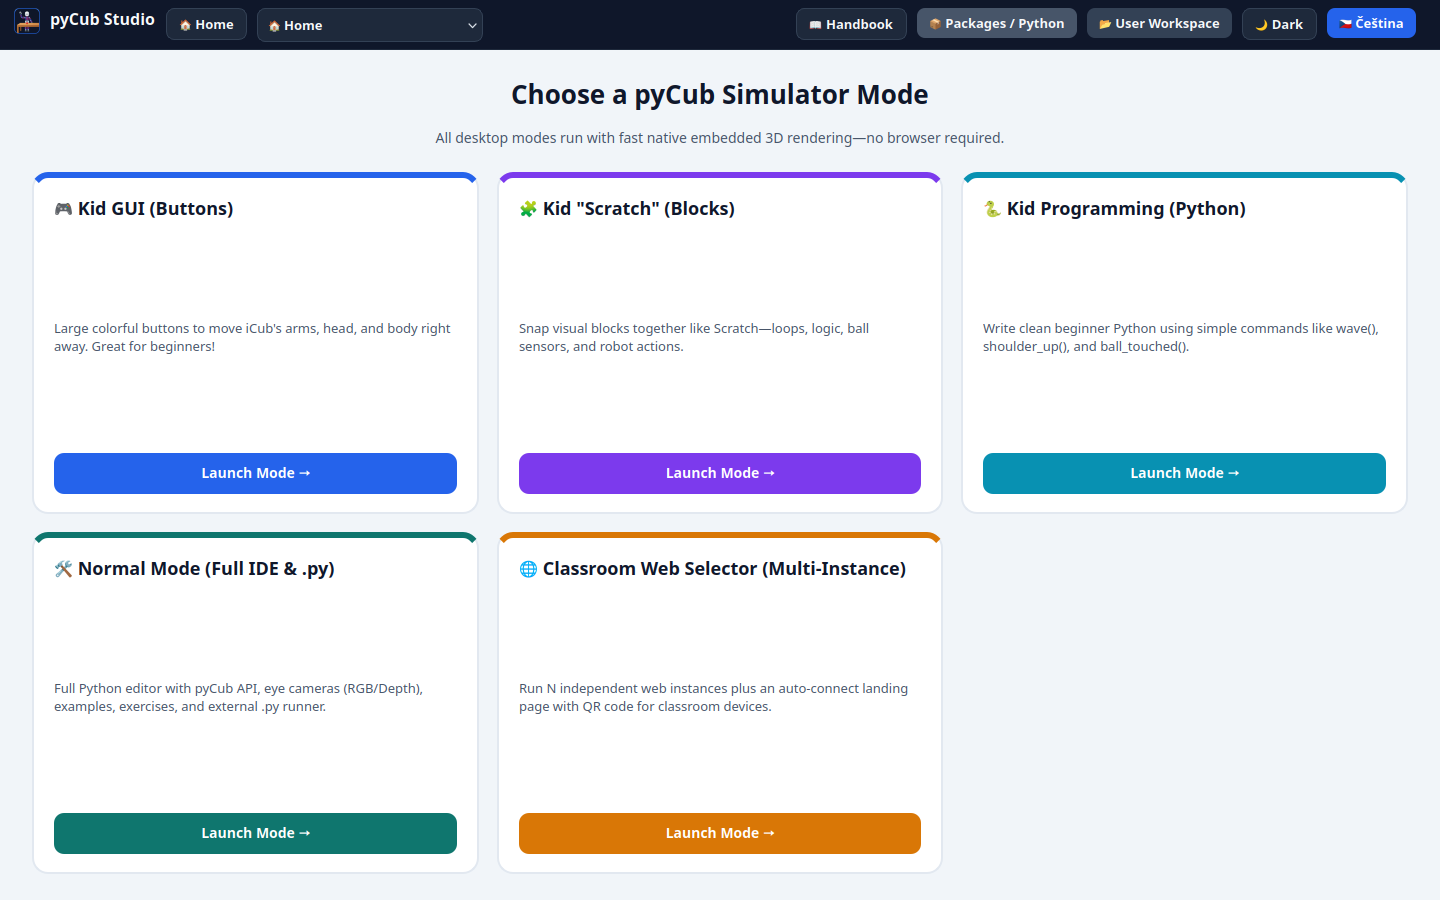 pyCub Studio
Home
Home
Handbook
Packages / Python
User Workspace
Dark
Čeština
Choose a pyCub Simulator Mode
All desktop modes run with fast native embedded 3D rendering—no browser required.
Kid GUI (Buttons)
Large colorful buttons to move iCub's arms, head, and body right
away. Great for beginners!
Launch Mode →
Kid "Scratch" (Blocks)
Snap visual blocks together like Scratch—loops, logic, ball
sensors, and robot actions.
Launch Mode →
Kid Programming (Python)
Write clean beginner Python using simple commands like wave(),
shoulder_up(), and ball_touched().
Launch Mode →
Normal Mode (Full IDE & .py)
Full Python editor with pyCub API, eye cameras (RGB/Depth),
examples, exercises, and external .py runner.
Launch Mode →
Classroom Web Selector (Multi-Instance)
Run N independent web instances plus an auto-connect landing
page with QR code for classroom devices.
Launch Mode →